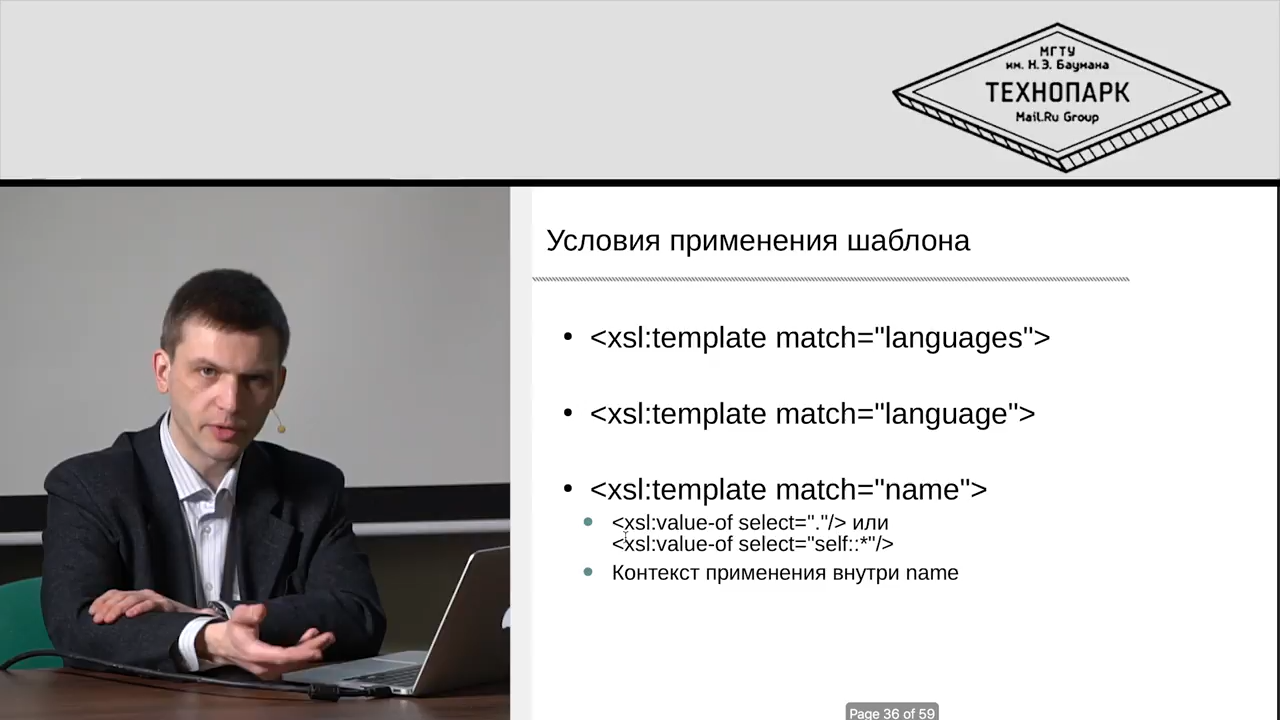 МГТУ
им. Н.Э. Баумана
ТЕХНОПАРК
Mail.Ru Group
Условия применения шаблона
• <xsl:template match="languages">
• <xsl:template match="language">
• <xsl:template match="name">
• <xsl:value-of select="."/> или
<xsl:value-of select="self::*"/>
• Контекст применения внутри name
Page 36 of 59